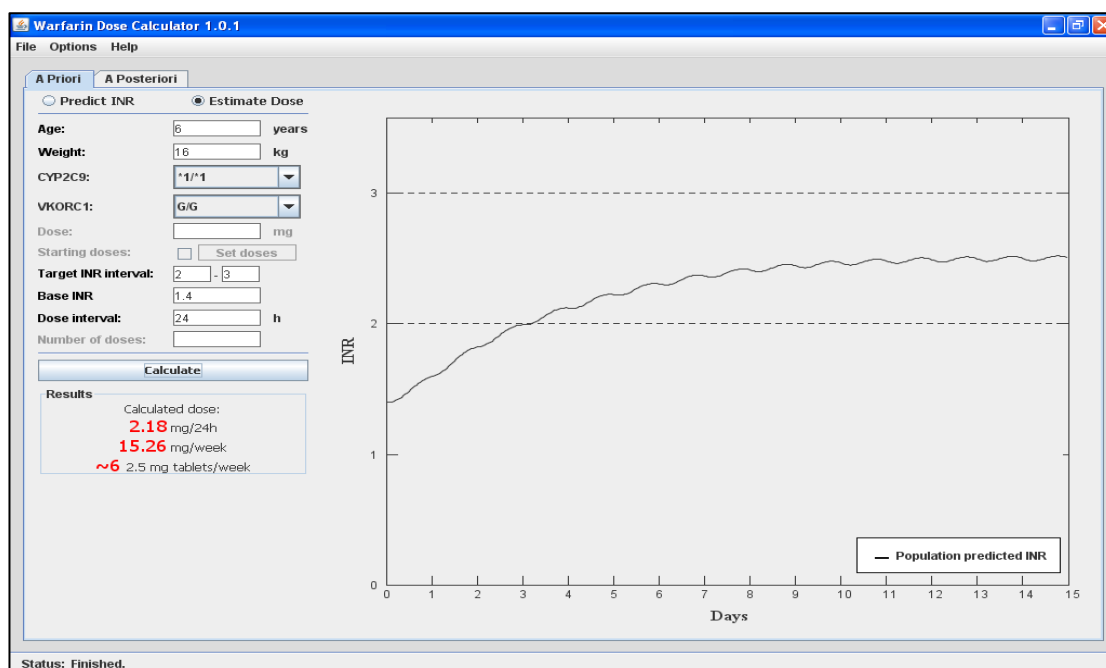 Warfarin Dose Calculator 1.0.1
File Options Help
A Priori A Posteriori
Predict INR Estimate Dose
Age: 6 years
Weight: 16 kg
CYP2C9: *1/*1
VKORC1: G/G
Dose: mg
Starting doses: Set doses
Target INR interval: 2 - 3
Base INR 1.4
Dose interval: 24 h
Number of doses:
Calculate
Results
Calculated dose:
2.18 mg/24h
15.26 mg/week
~6 2.5 mg tablets/week
INR
3
2
1
0
0 1 2 3 4 5 6 7 8 9 10 11 12 13 14 15
Days
Population predicted INR
Status: Finished.